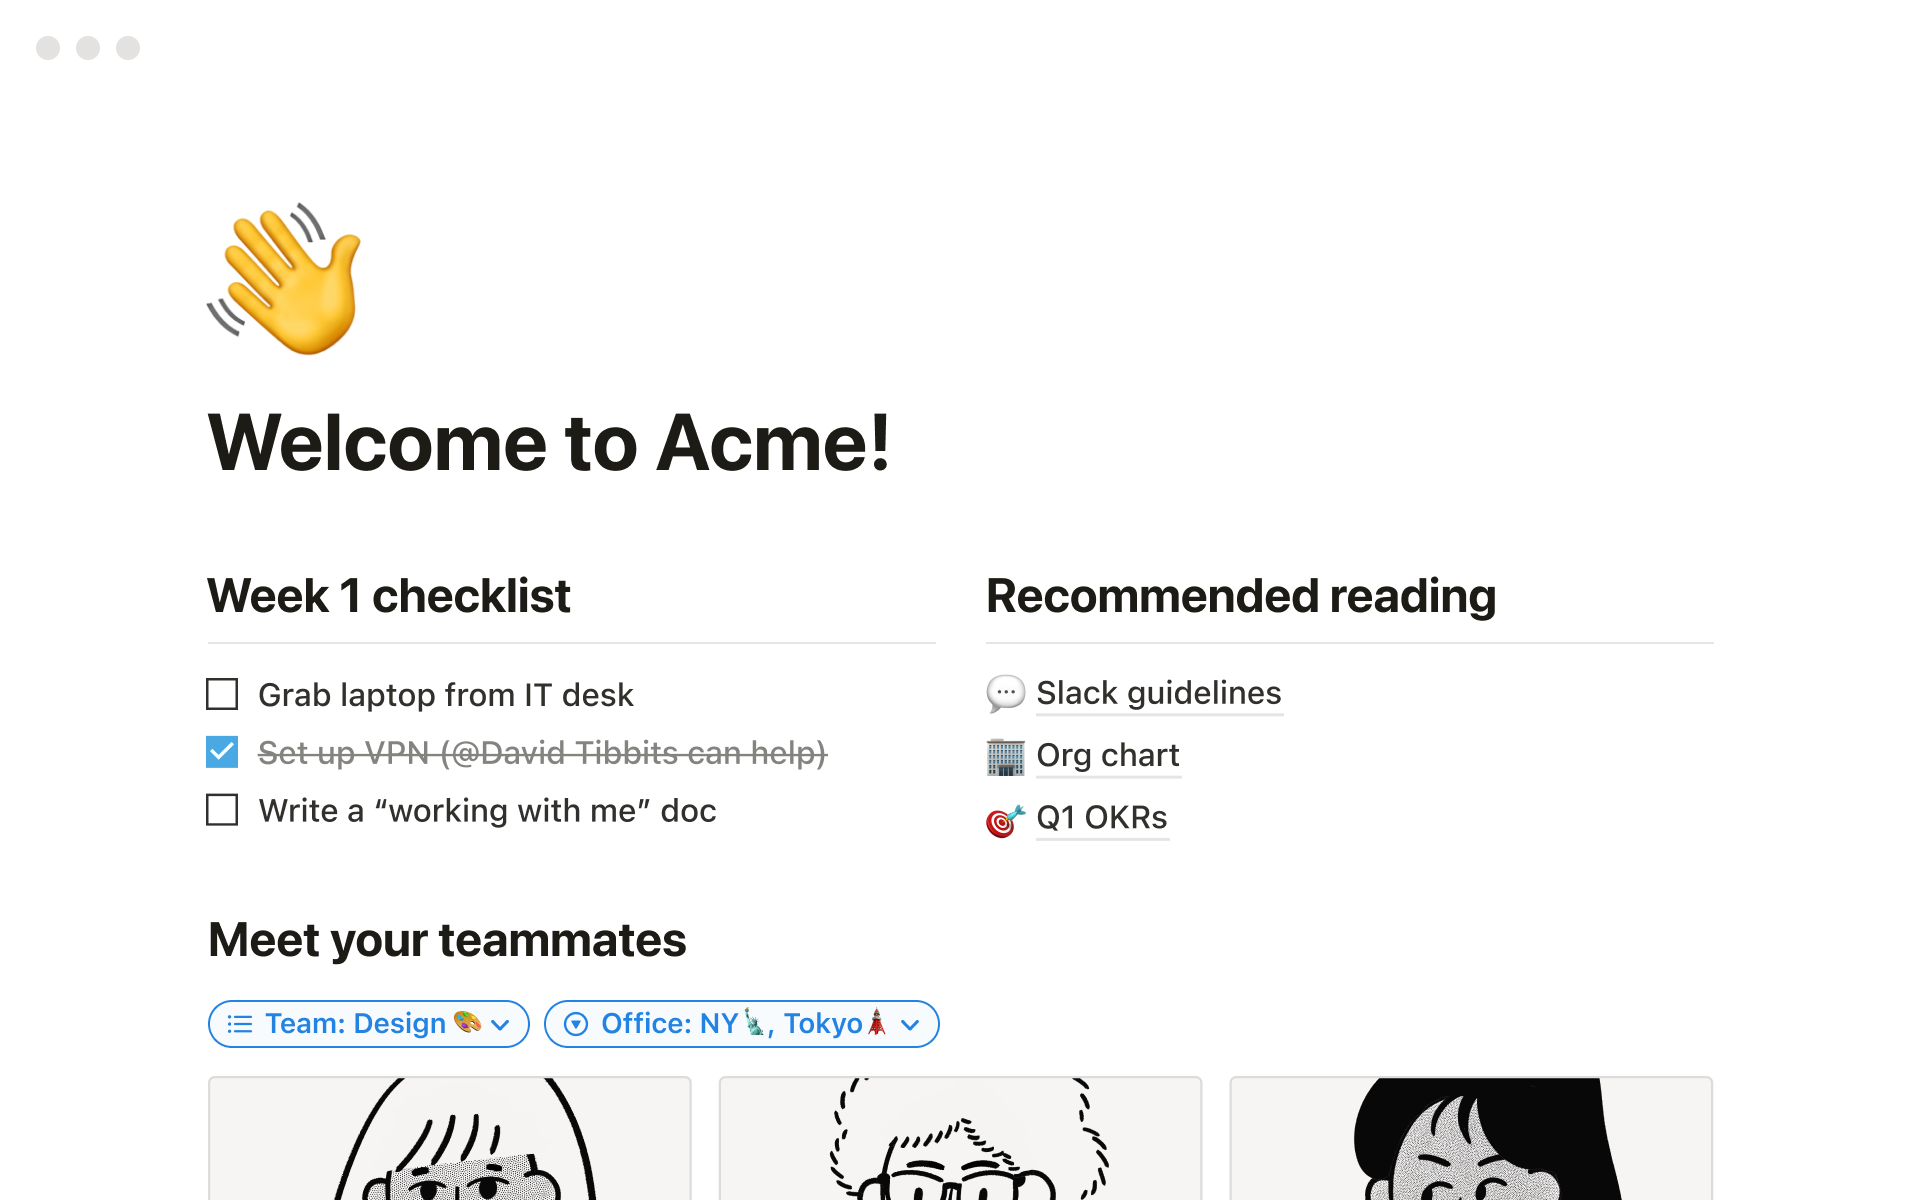 Welcome to Acme!
Week 1 checklist
Grab laptop from IT desk
Set up VPN (@David Tibbits can help)
Write a “working with me” doc
Recommended reading
Slack guidelines
Org chart
Q1 OKRs
Meet your teammates
Team: Design
Office: NY, Tokyo